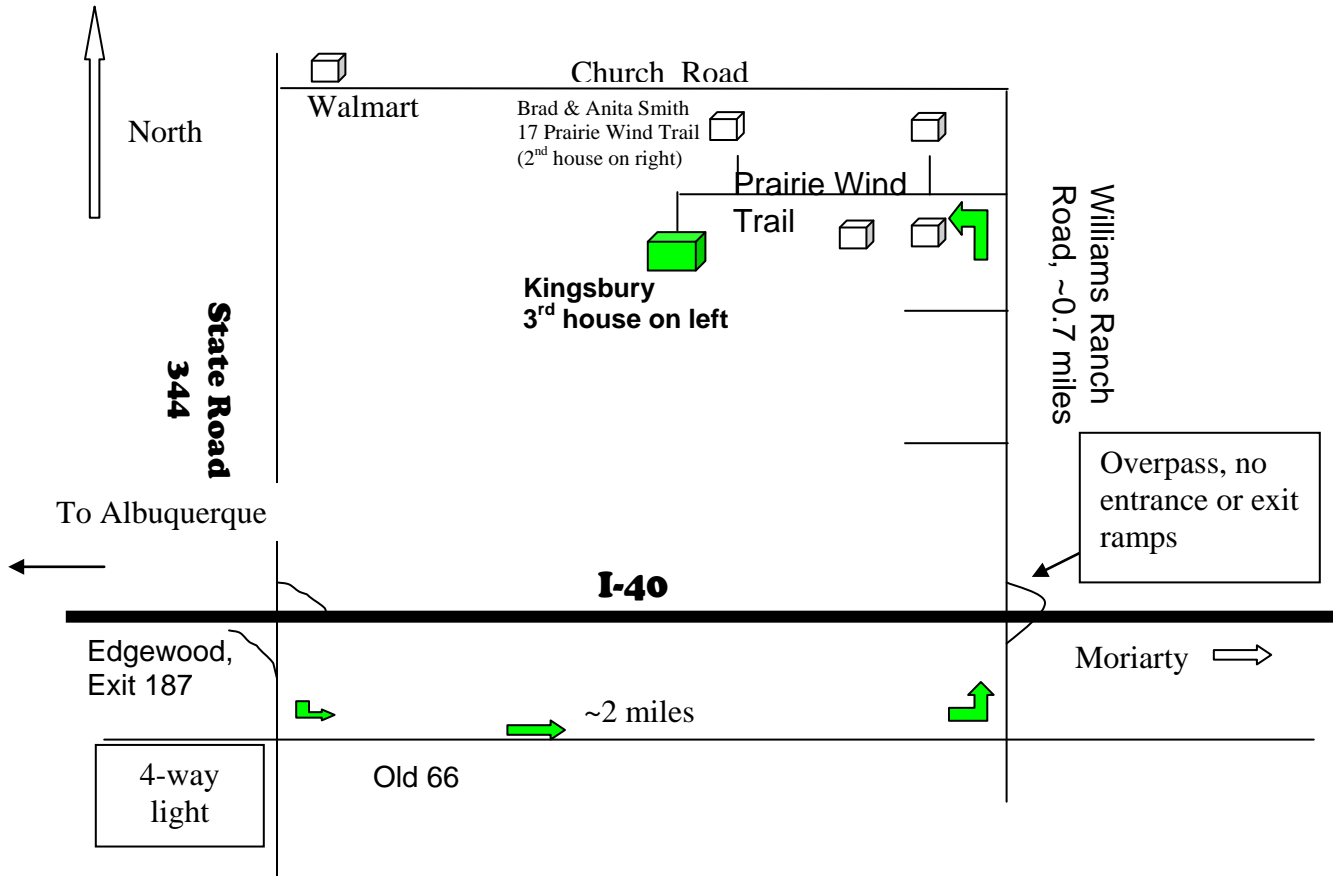 Church Road
Walmart
Brad & Anita Smith
17 Prairie Wind Trail
(2nd house on right)
North
Prairie Wind
Trail
Williams Ranch
Road, ~0.7 miles
Kingsbury
3rd house on left
State Road
344
Overpass, no
entrance or exit
ramps
To Albuquerque
I-40
Edgewood,
Exit 187
Moriarty
~2 miles
4-way
light
Old 66